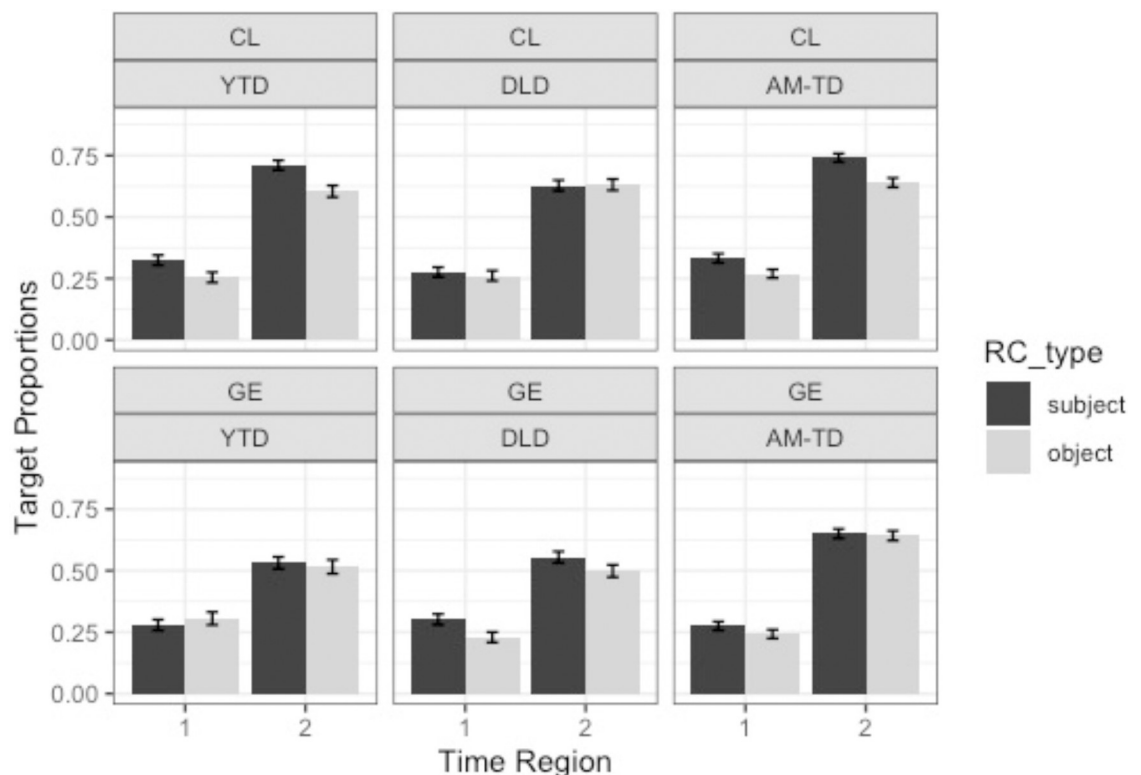 CL CL CL
YTD DLD AM-TD
0.75
0.50
0.25
0.00
GE GE GE
YTD DLD AM-TD
0.75
0.50
0.25
0.00
1 2 1 2 1 2
Time Region
Target Proportions
RC_type
subject
object